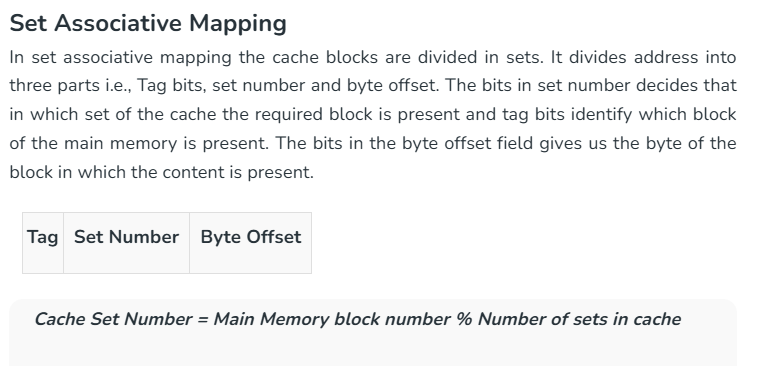 Set Associative Mapping
In set associative mapping the cache blocks are divided in sets. It divides address into
three parts i.e., Tag bits, set number and byte offset. The bits in set number decides that
in which set of the cache the required block is present and tag bits identify which block
of the main memory is present. The bits in the byte offset field gives us the byte of the
block in which the content is present.
Tag Set Number Byte Offset
Cache Set Number = Main Memory block number % Number of sets in cache